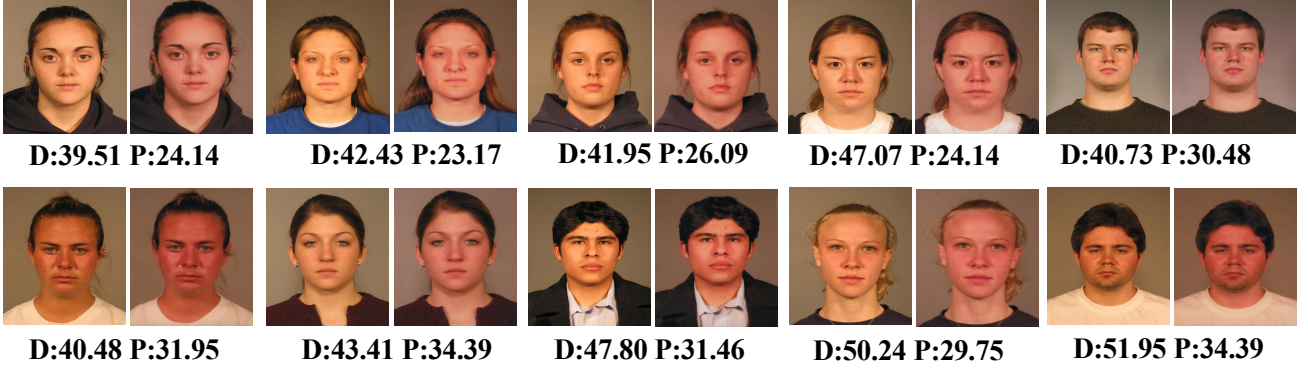 D:39.51 P:24.14
D:42.43 P:23.17
D:41.95 P:26.09
D:47.07 P:24.14
D:40.73 P:30.48
D:40.48 P:31.95
D:43.41 P:34.39
D:47.80 P:31.46
D:50.24 P:29.75
D:51.95 P:34.39